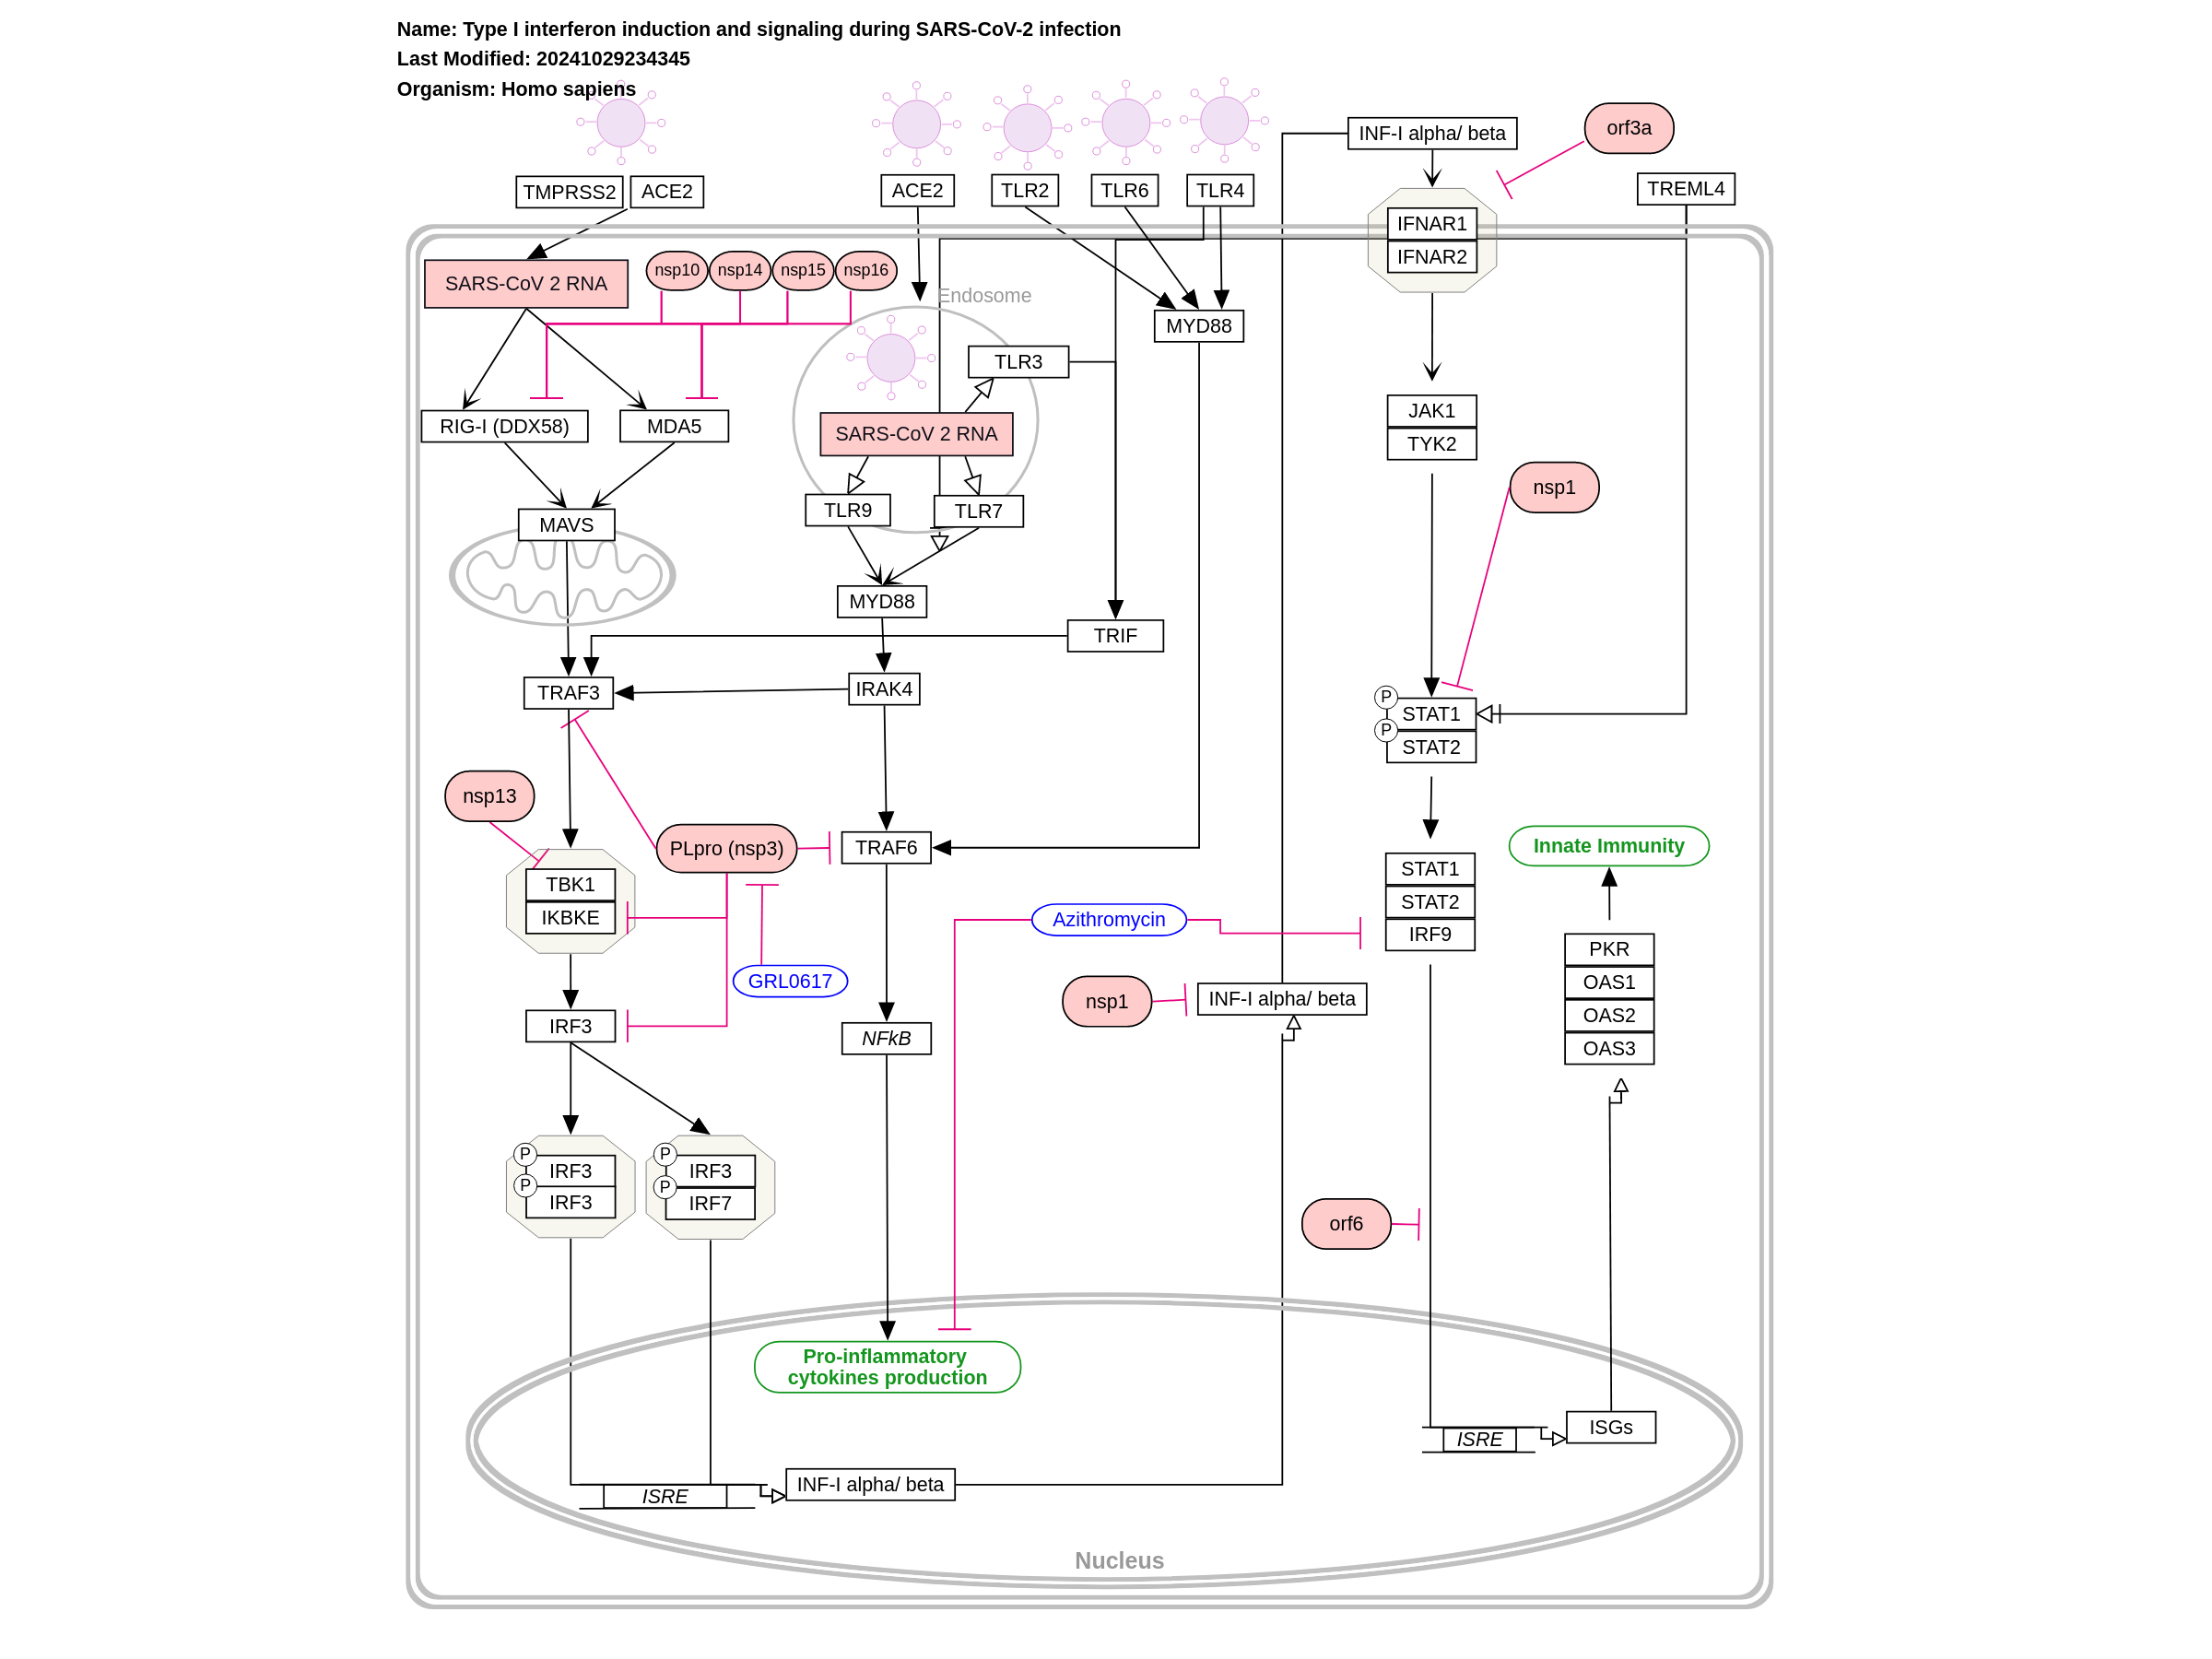 Name: Type I interferon induction and signaling during SARS-CoV-2 infection
Last Modified: 20241029234345
Organism: Homo sapiens
INF-I alpha/ beta
orf3a
TMPRSS2
ACE2
ACE2
TLR2
TLR6
TLR4
TREML4
IFNAR1
IFNAR2
SARS-CoV 2 RNA
nsp10
nsp14
nsp15
nsp16
Endosome
MYD88
TLR3
RIG-I (DDX58)
MDA5
SARS-CoV 2 RNA
JAK1
TYK2
nsp1
MAVS
TLR9
TLR7
MYD88
TRIF
TRAF3
IRAK4
P
STAT1
P
STAT2
nsp13
PLpro (nsp3)
TRAF6
Innate Immunity
TBK1
IKBKE
STAT1
STAT2
IRF9
Azithromycin
PKR
OAS1
OAS2
OAS3
GRL0617
nsp1
INF-I alpha/ beta
IRF3
NFkB
P
IRF3
P
IRF3
P
IRF3
P
IRF7
orf6
Pro-inflammatory
cytokines production
ISGs
ISRE
INF-I alpha/ beta
ISRE
Nucleus